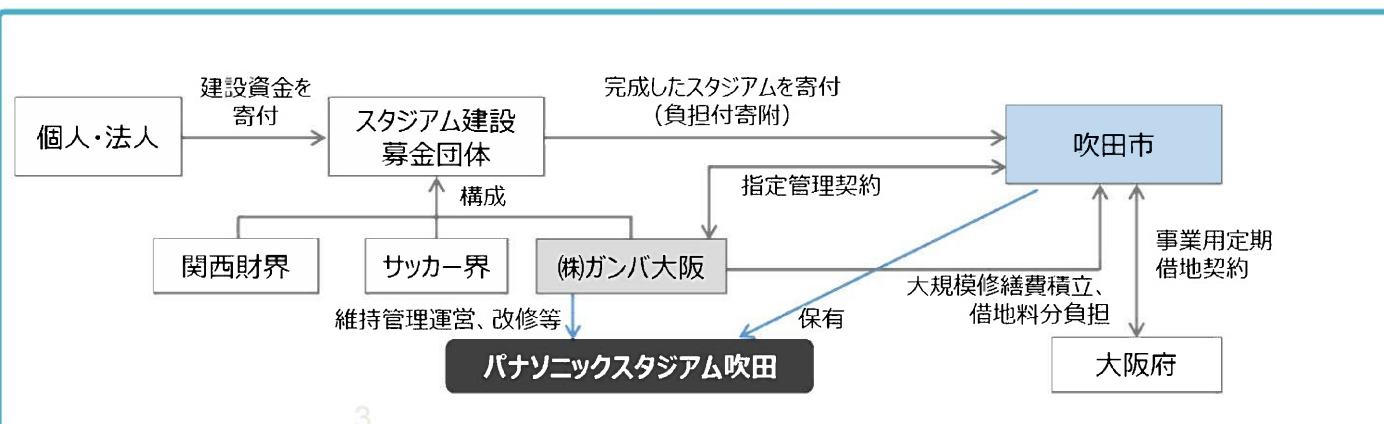 建設資金を
寄付
個人・法人
スタジアム建設
募金団体
完成したスタジアムを寄付
（負担付寄附）
吹田市
指定管理契約
構成
関西財界
サッカー界
㈱ガンバ大阪
事業用定期
借地契約
大規模修繕費積立、
借地料分負担
維持管理運営、改修等
保有
パナソニックスタジアム吹田
大阪府
3